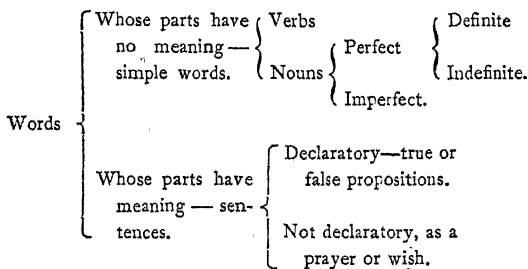 Whose parts have
no meaning —
simple words.
Verbs
Nouns
Perfect
Imperfect.
Definite
Indefinite.
Words
Whose parts have
meaning — sen-
tences.
Declaratory—true or
false propositions.
Not declaratory, as a
prayer or wish.